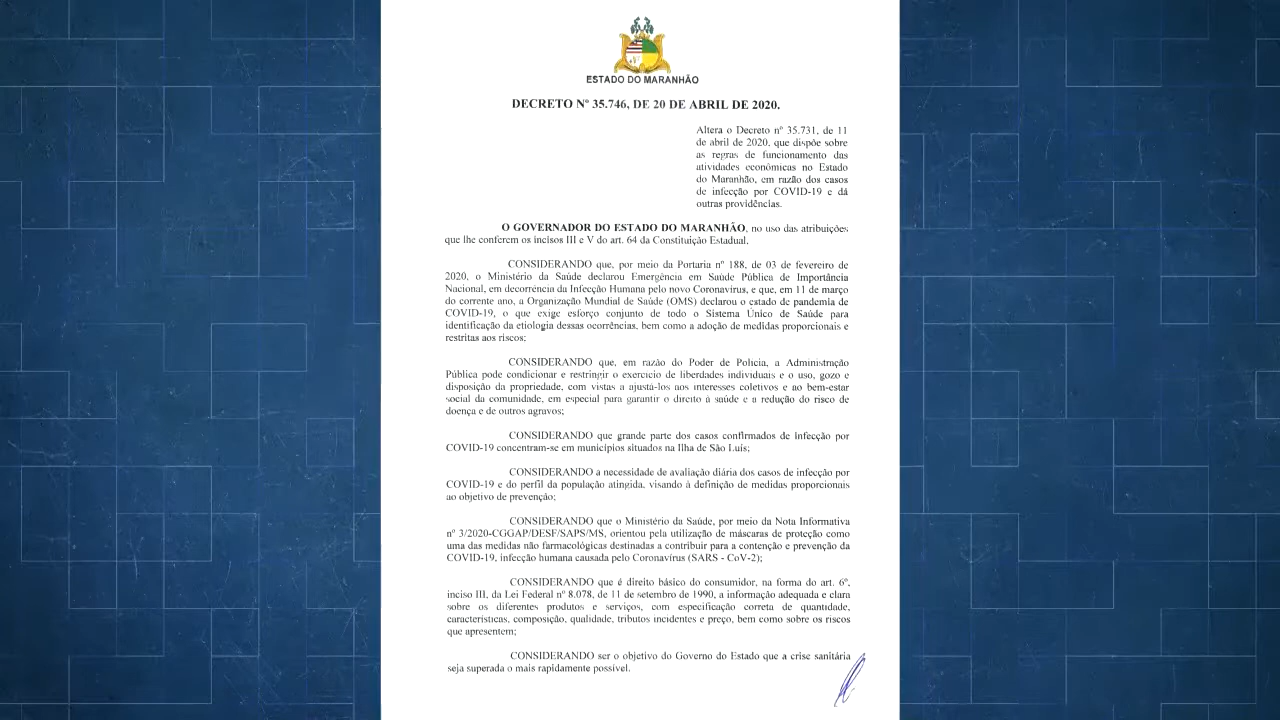 ESTADO DO MARANHÃO
DECRETO Nº 35.746, DE 20 DE ABRIL DE 2020.
Altera o Decreto nº 35.731, de 11
de abril de 2020, que dispõe sobre
as regras de funcionamento das
atividades econômicas no Estado
do Maranhão, em razão dos casos
de infecção por COVID-19 e dá
outras providências.
O GOVERNADOR DO ESTADO DO MARANHÃO, no uso das atribuições
que lhe conferem os incisos III e V do art. 64 da Constituição Estadual,
CONSIDERANDO que, por meio da Portaria nº 188, de 03 de fevereiro de
2020, o Ministério da Saúde declarou Emergência em Saúde Pública de Importância
Nacional, em decorrência da Infecção Humana pelo novo Coronavírus, e que, em 11 de março
do corrente ano, a Organização Mundial de Saúde (OMS) declarou o estado de pandemia de
COVID-19, o que exige esforço conjunto de todo o Sistema Único de Saúde para
identificação da etiologia dessas ocorrências, bem como a adoção de medidas proporcionais e
restritas aos riscos;
CONSIDERANDO que, em razão do Poder de Polícia, a Administração
Pública pode condicionar e restringir o exercício de liberdades individuais e o uso, gozo e
disposição da propriedade, com vistas a ajustá-los aos interesses coletivos e ao bem-estar
social da comunidade, em especial para garantir o direito à saúde e a redução do risco de
doença e de outros agravos;
CONSIDERANDO que grande parte dos casos confirmados de infecção por
COVID-19 concentram-se em municípios situados na Ilha de São Luís;
CONSIDERANDO a necessidade de avaliação diária dos casos de infecção por
COVID-19 e do perfil da população atingida, visando à definição de medidas proporcionais
ao objetivo de prevenção;
CONSIDERANDO que o Ministério da Saúde, por meio da Nota Informativa
nº 3/2020-CGGAP/DESF/SAPS/MS, orientou pela utilização de máscaras de proteção como
uma das medidas não farmacológicas destinadas a contribuir para a contenção e prevenção da
COVID-19, infecção humana causada pelo Coronavírus (SARS - CoV-2);
CONSIDERANDO que é direito básico do consumidor, na forma do art. 6º,
inciso III, da Lei Federal nº 8.078, de 11 de setembro de 1990, a informação adequada e clara
sobre os diferentes produtos e serviços, com especificação correta de quantidade,
características, composição, qualidade, tributos incidentes e preço, bem como sobre os riscos
que apresentem;
CONSIDERANDO ser o objetivo do Governo do Estado que a crise sanitária
seja superada o mais rapidamente possível.